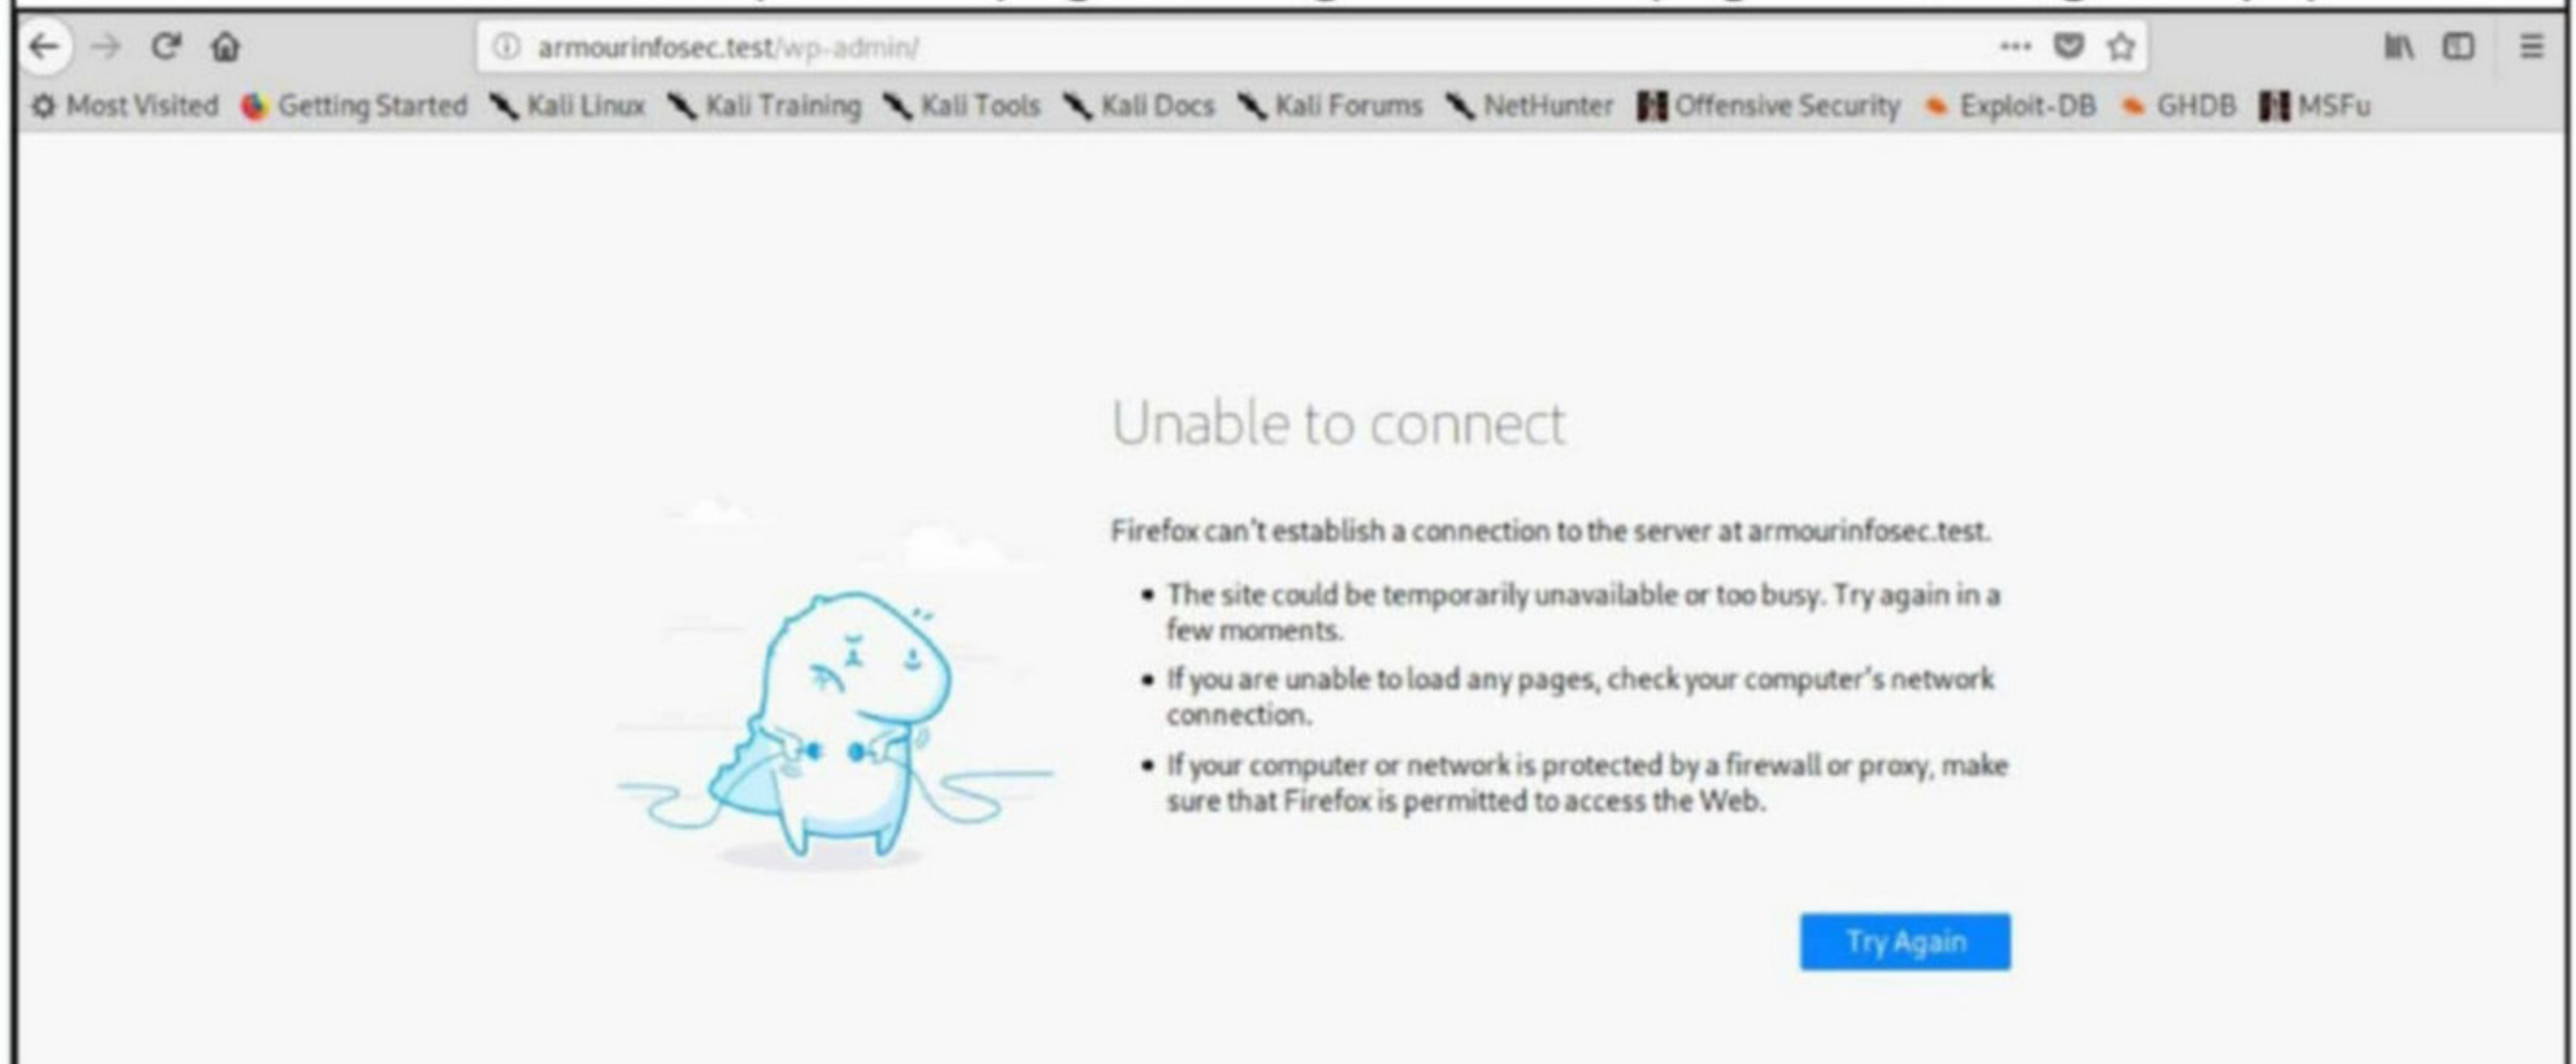 armourinfosec.test/wp-admin/
Most Visited Getting Started Kali Linux Kali Training Kali Tools Kali Docs Kali Forums NetHunter Offensive Security Exploit-DB GHDB MSFu
Unable to connect
Firefox can't establish a connection to the server at armourinfosec.test.
• The site could be temporarily unavailable or too busy. Try again in a
few moments.
• If you are unable to load any pages, check your computer's network
connection.
• If your computer or network is protected by a firewall or proxy, make
sure that Firefox is permitted to access the Web.
Try Again